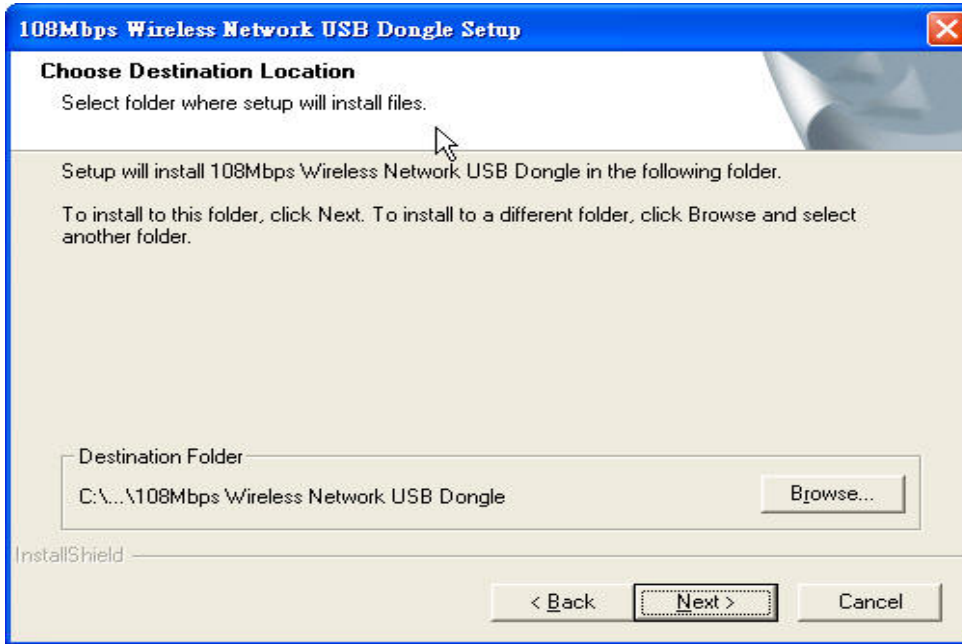 108Mbps Wireless Network USB Dongle Setup
Choose Destination Location
Select folder where setup will install files.
Setup will install 108Mbps Wireless Network USB Dongle in the following folder.
To install to this folder, click Next. To install to a different folder, click Browse and select
another folder.
Destination Folder
C:\...\108Mbps Wireless Network USB Dongle
Browse...
InstallShield
< Back
Next >
Cancel